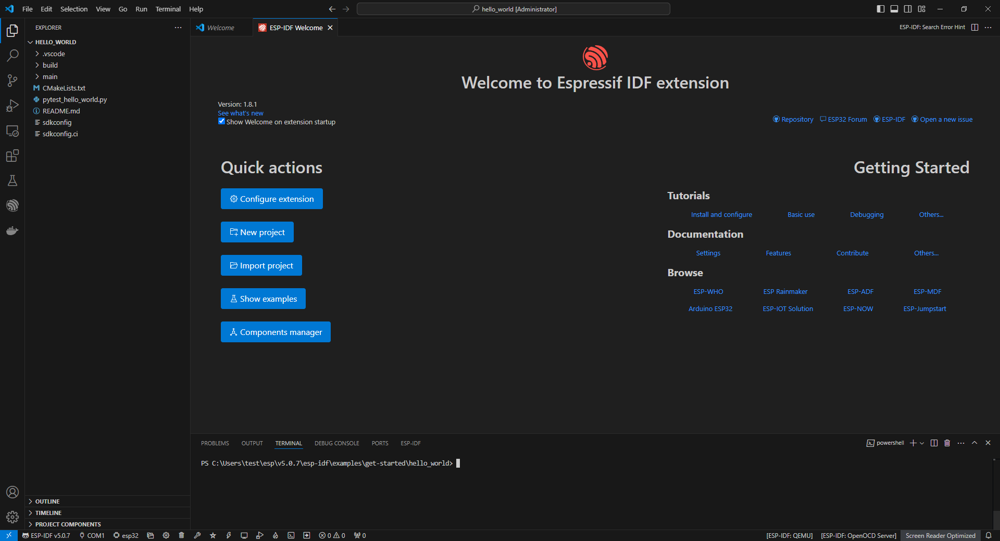 File Edit Selection View Go Run Terminal Help
hello_world [Administrator]
EXPLORER
HELLO_WORLD
.vscode
build
main
CMakeLists.txt
pytest_hello_world.py
README.md
sdkconfig
sdkconfig.ci
OUTLINE
TIMELINE
PROJECT COMPONENTS
Welcome
ESP-IDF Welcome
ESP-IDF: Search Error Hint
Welcome to Espressif IDF extension
Version: 1.8.1
See what's new
Show Welcome on extension startup
Repository ESP32 Forum ESP-IDF Open a new issue
Quick actions
Configure extension
New project
Import project
Show examples
Components manager
Getting Started
Tutorials
Install and configure Basic use Debugging Others...
Documentation
Settings Features Contribute Others...
Browse
ESP-WHO ESP Rainmaker ESP-ADF ESP-MDF
Arduino ESP32 ESP-IOT Solution ESP-NOW ESP-Jumpstart
PROBLEMS OUTPUT TERMINAL DEBUG CONSOLE PORTS ESP-IDF
powershell
PS C:\Users\test\esp\v5.0.7\esp-idf\examples\get-started\hello_world>
ESP-IDF v5.0.7 COM1 esp32 0 0 0
[ESP-IDF: QEMU] [ESP-IDF: OpenOCD Server] Screen Reader Optimized